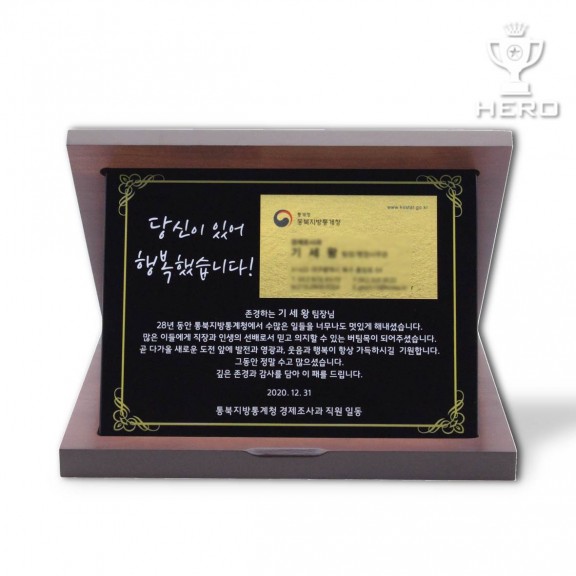 HERO
당신이 있어
행복했습니다!
www.kostat.go.kr
통계청
통북지방통계청
기 세 왕
존경하는 기 세 왕 팀장님
28년 동안 통북지방통계청에서 수많은 일들을 너무나도 멋있게 해내셨습니다.
많은 이들에게 직장과 인생의 선배로서 믿고 의지할 수 있는 버팀목이 되어주셨습니다.
곧 다가올 새로운 도전 앞에 발전과 영광과, 웃음과 행복이 항상 가득하시길 기원합니다.
그동안 정말 수고 많으셨습니다.
깊은 존경과 감사를 담아 이 패를 드립니다.
2020. 12. 31
통북지방통계청 경제조사과 직원 일동